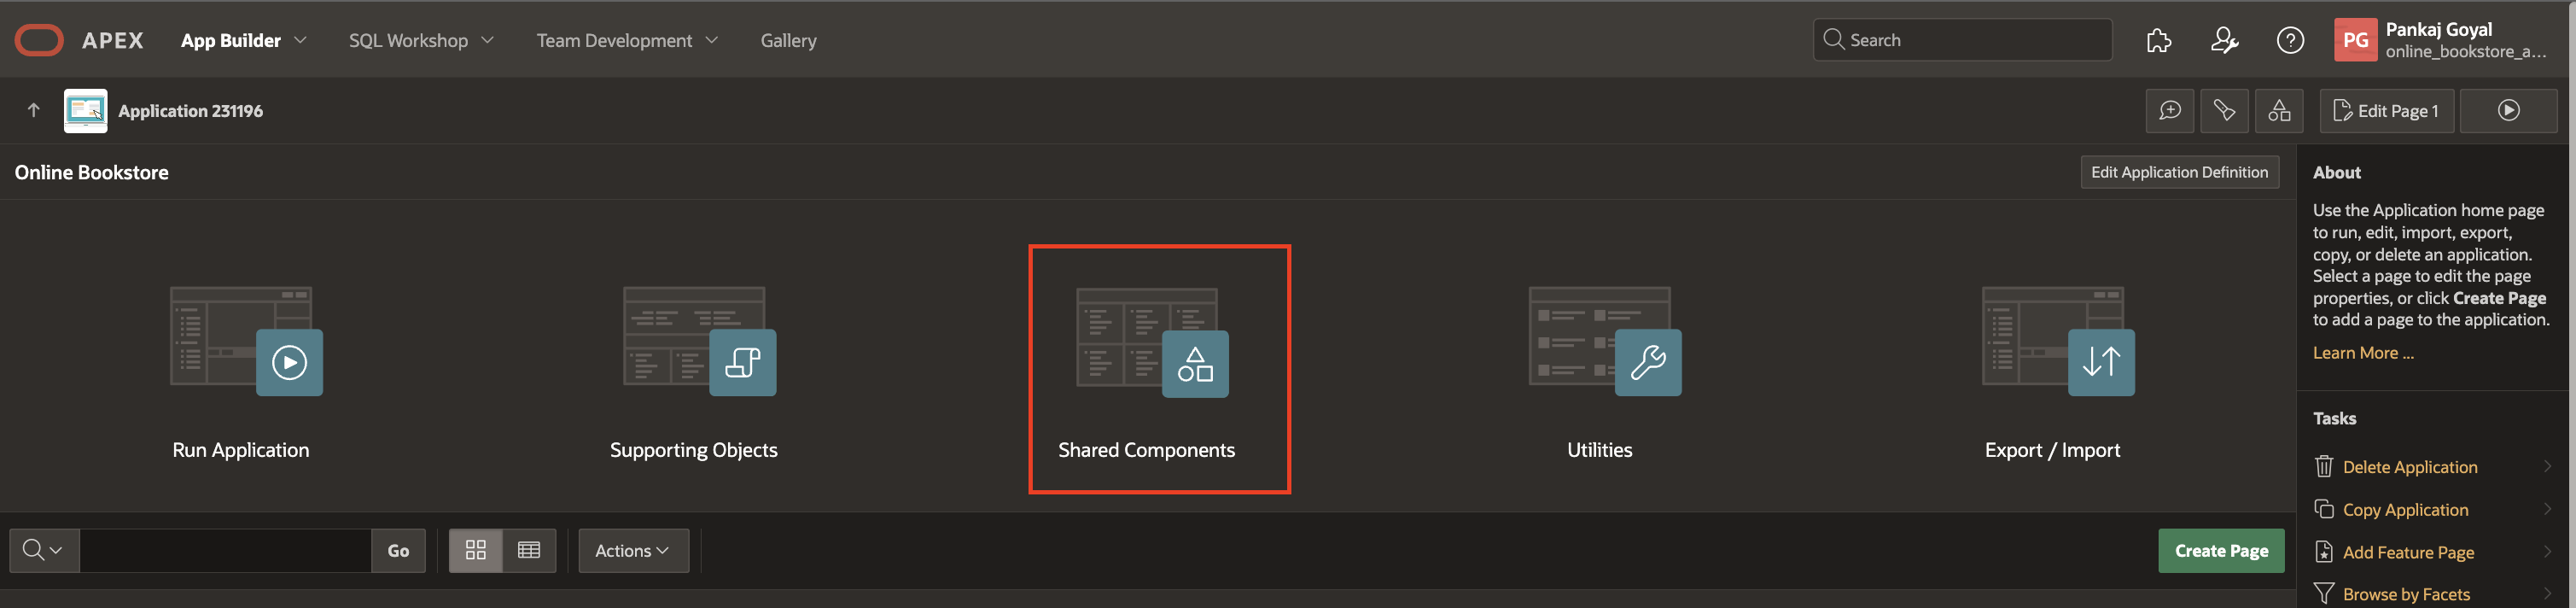 APEX
App Builder
SQL Workshop
Team Development
Gallery
Search
PG
Pankaj Goyal
online_bookstore_a...
Application 231196
Edit Page 1
Online Bookstore
Edit Application Definition
Run Application
Supporting Objects
Shared Components
Utilities
Export / Import
Go
Actions
Create Page
About
Use the Application home page
to run, edit, import, export,
copy, or delete an application.
Select a page to edit the page
properties, or click Create Page
to add a page to the application.
Learn More ...
Tasks
Delete Application
Copy Application
Add Feature Page
Browse by Facets